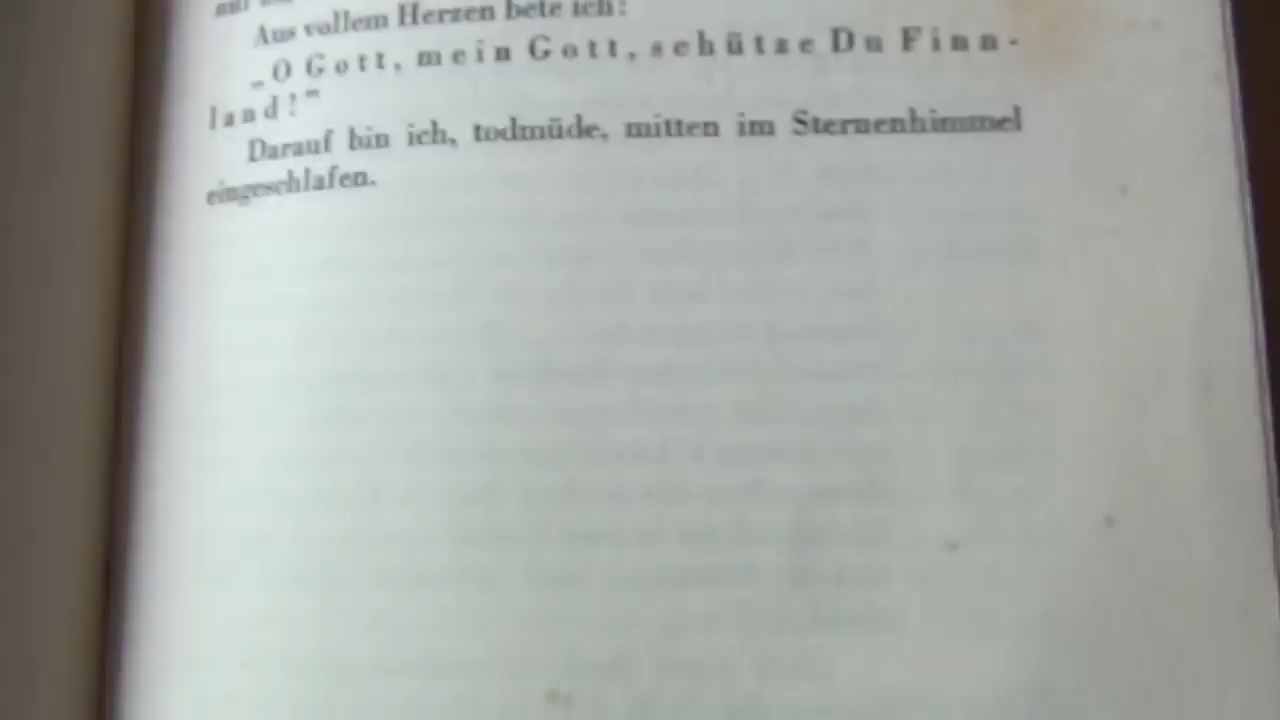 Aus vollem Herzen bete ich:
„O Gott, mein Gott, schütze Du Finn-
land!"
Darauf bin ich, todmüde, mitten im Sternenhimmel
eingeschlafen.